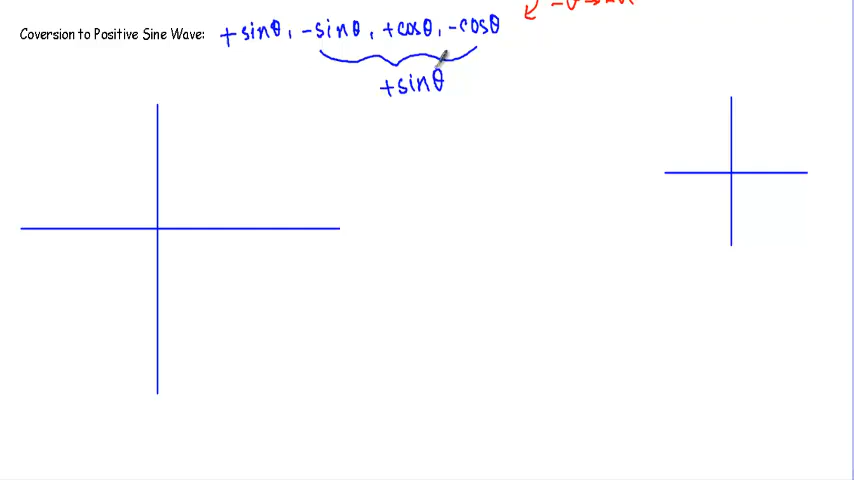 Coversion to Positive Sine Wave: +sinθ, -sinθ, +cosθ, -cosθ
+sinθ